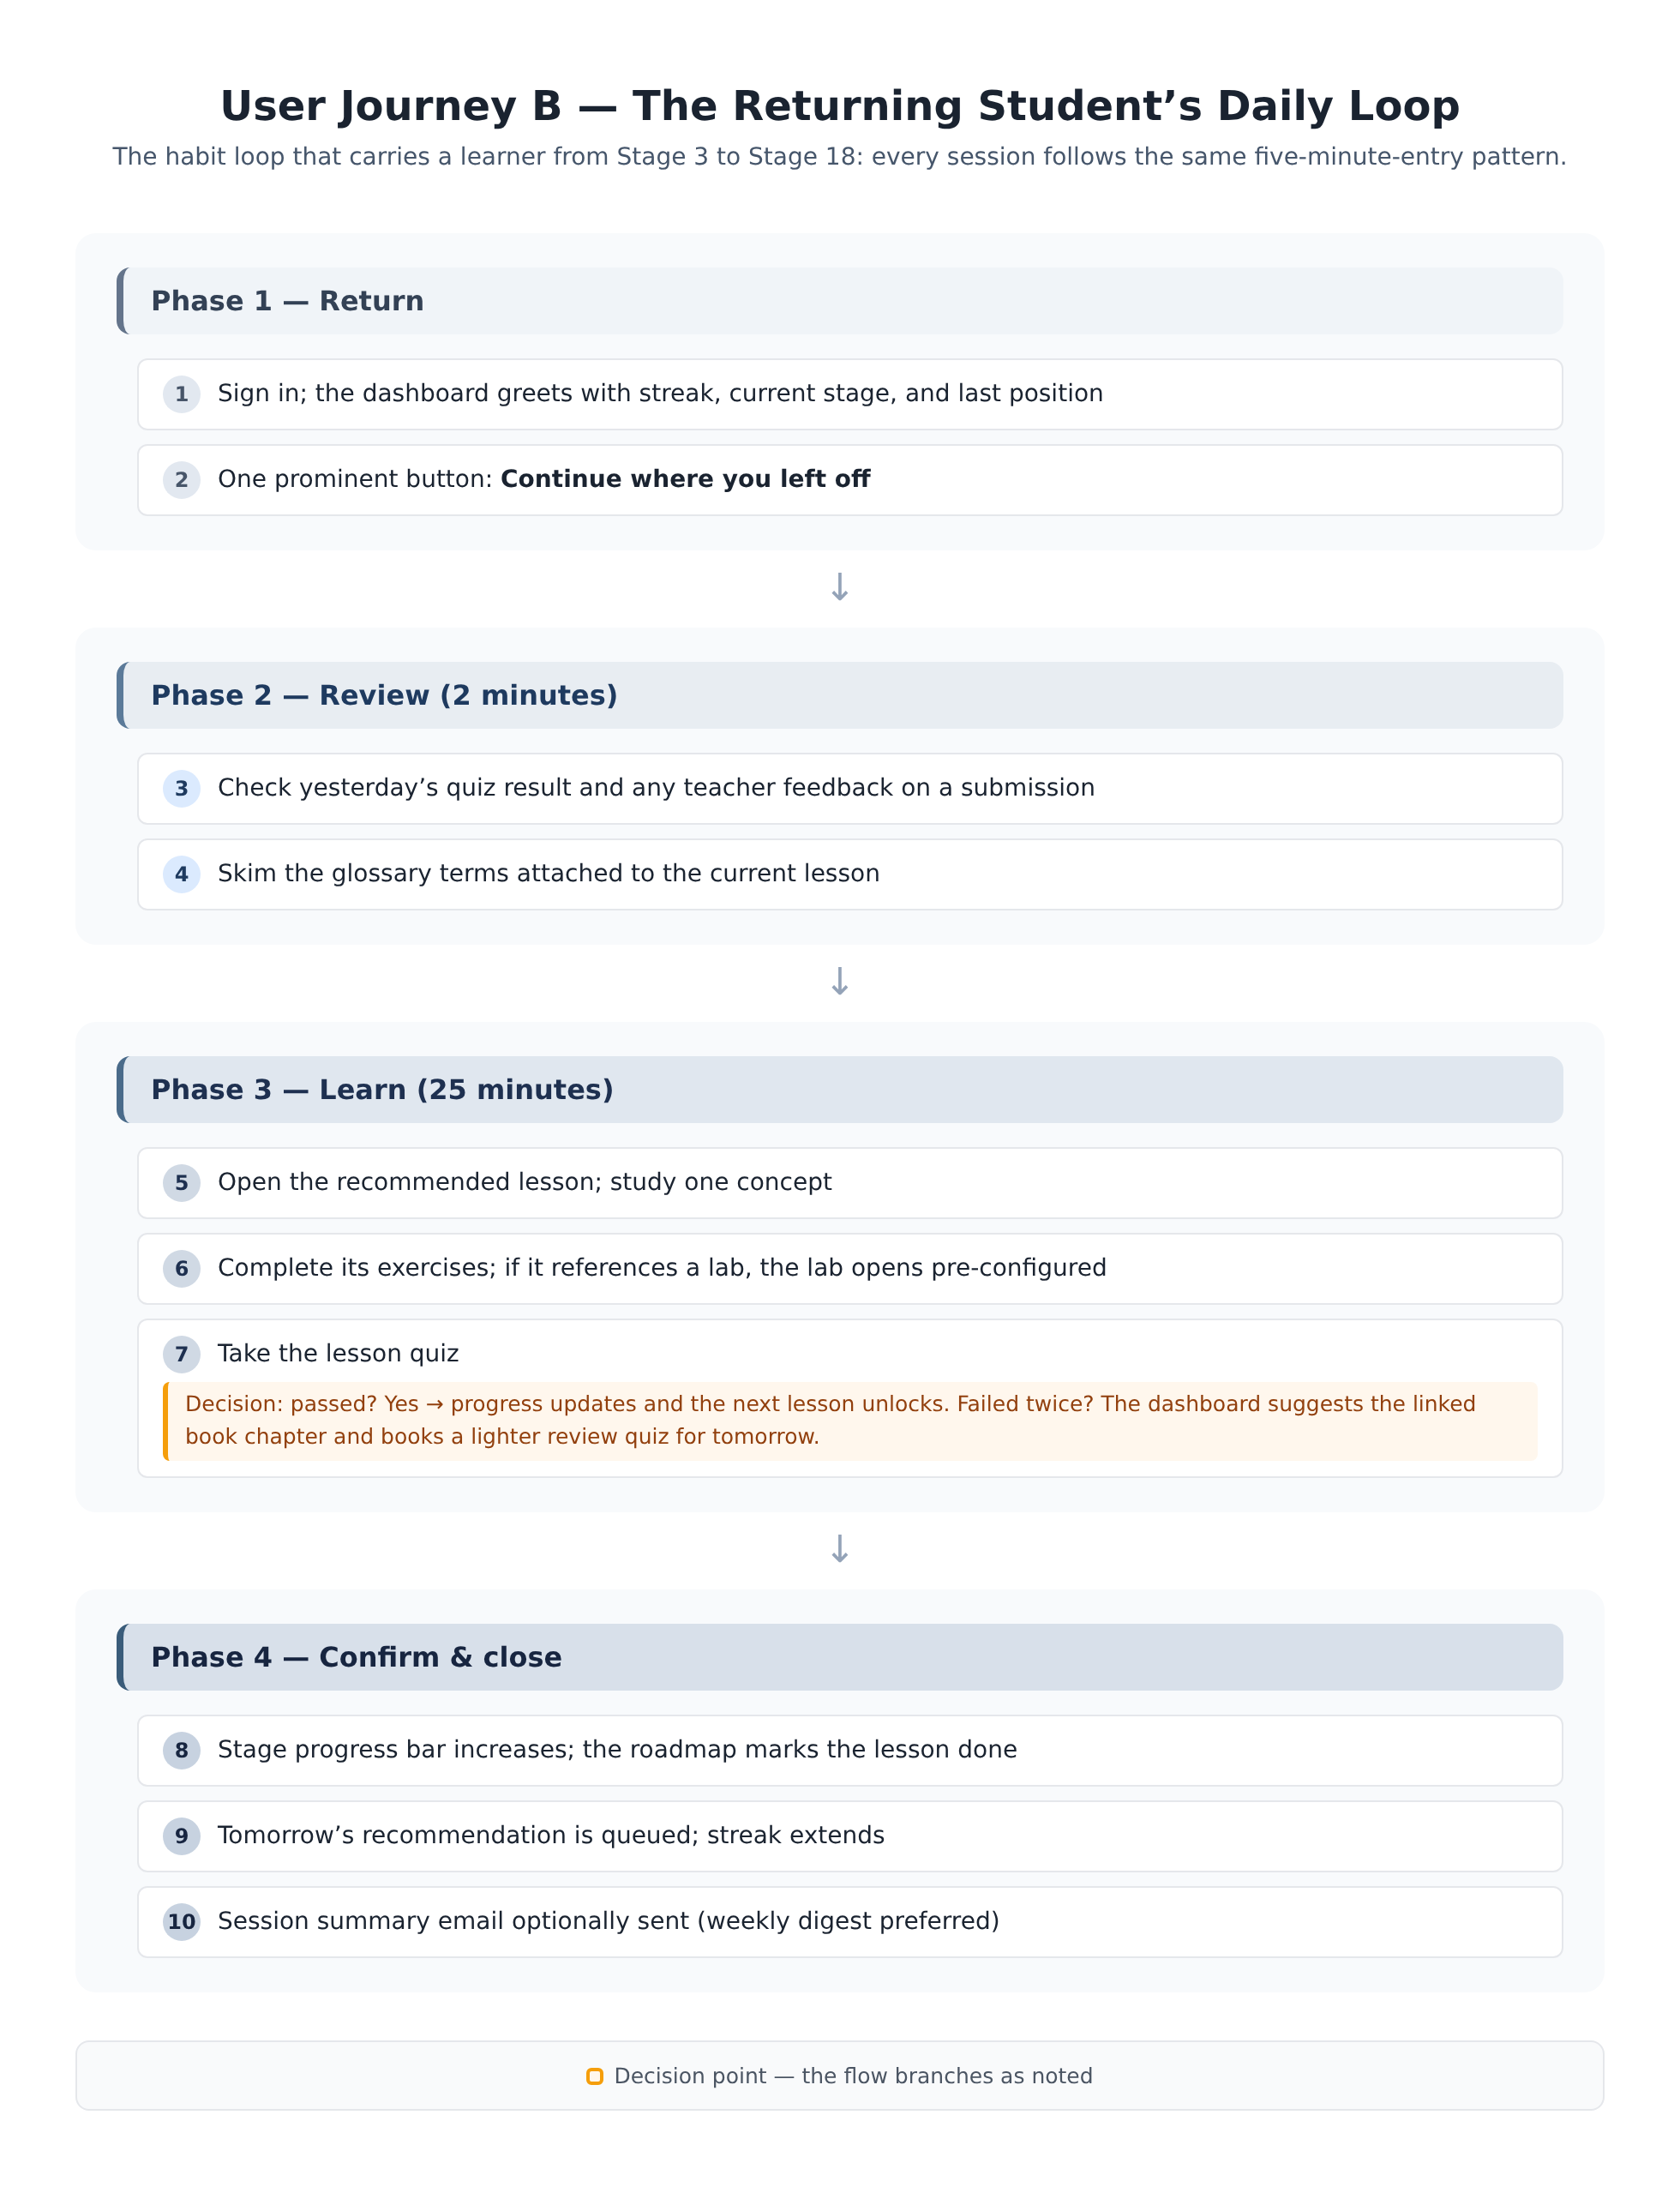 User Journey B — The Returning Student’s Daily Loop
The habit loop that carries a learner from Stage 3 to Stage 18: every session follows the same five-minute-entry pattern.
Phase 1 — Return
1 Sign in; the dashboard greets with streak, current stage, and last position
2 One prominent button: Continue where you left off
↓
Phase 2 — Review (2 minutes)
3 Check yesterday’s quiz result and any teacher feedback on a submission
4 Skim the glossary terms attached to the current lesson
↓
Phase 3 — Learn (25 minutes)
5 Open the recommended lesson; study one concept
6 Complete its exercises; if it references a lab, the lab opens pre-configured
7 Take the lesson quiz
Decision: passed? Yes → progress updates and the next lesson unlocks. Failed twice? The dashboard suggests the linked
book chapter and books a lighter review quiz for tomorrow.
↓
Phase 4 — Confirm & close
8 Stage progress bar increases; the roadmap marks the lesson done
9 Tomorrow’s recommendation is queued; streak extends
10 Session summary email optionally sent (weekly digest preferred)
Decision point — the flow branches as noted